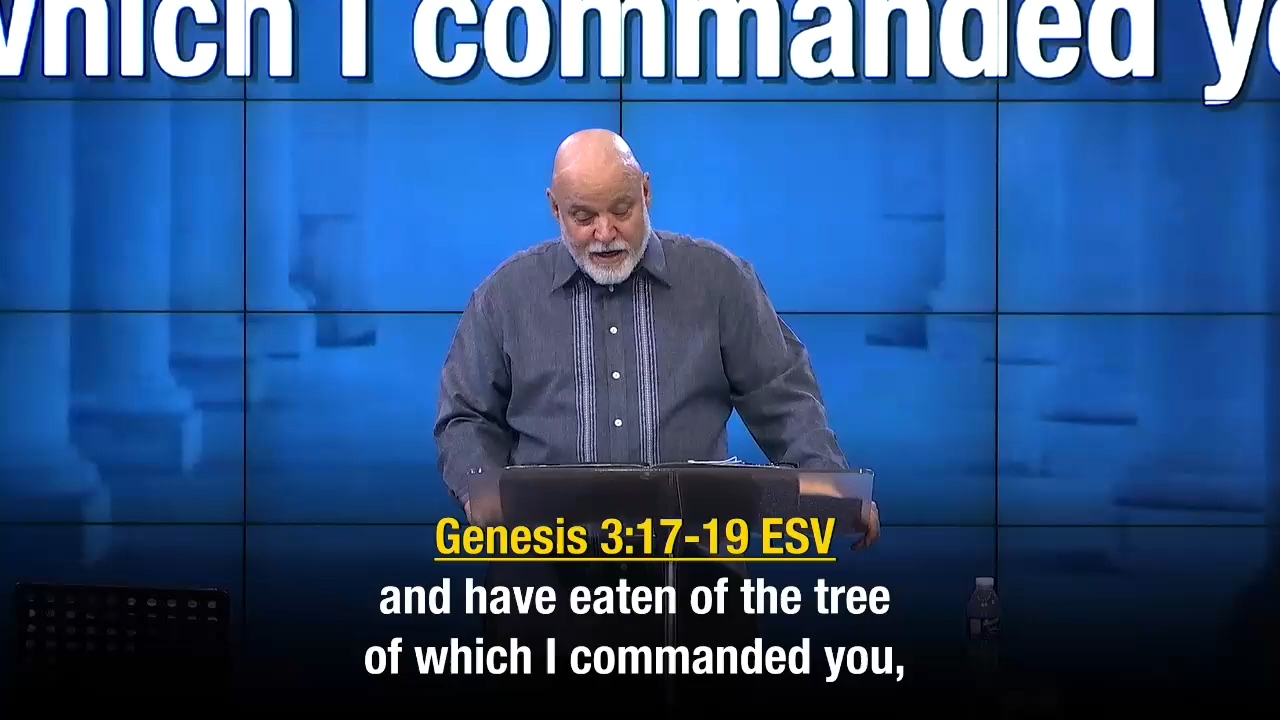 which I commanded yo
Genesis 3:17-19 ESV
and have eaten of the tree
of which I commanded you,